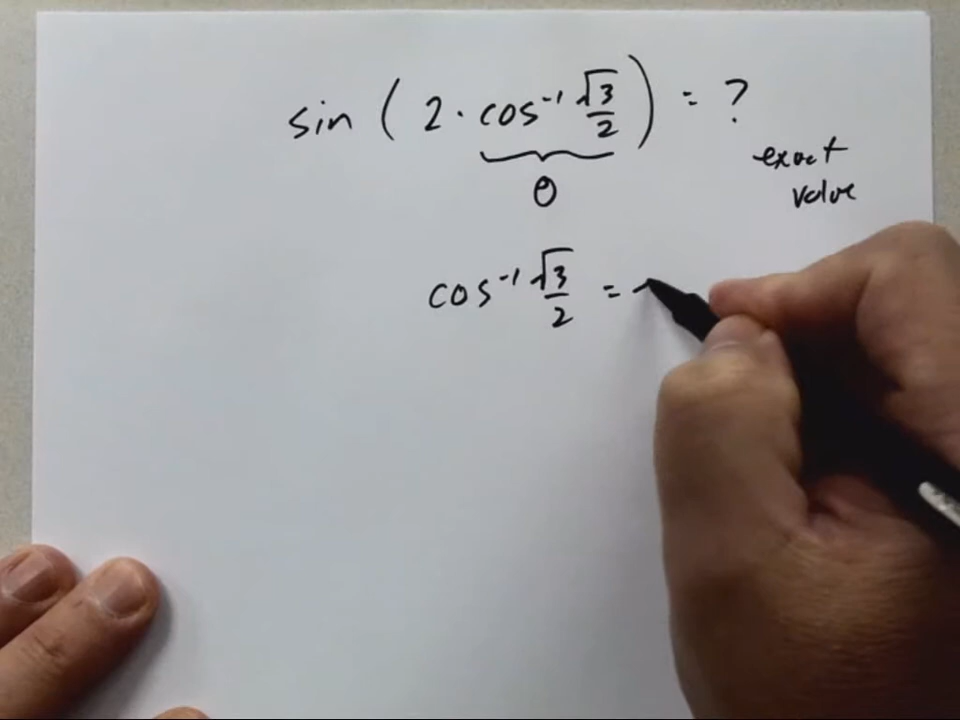 sin ( 2 · cos⁻¹ √3/2 ) = ?
θ
exact
value
cos⁻¹ √3/2 =